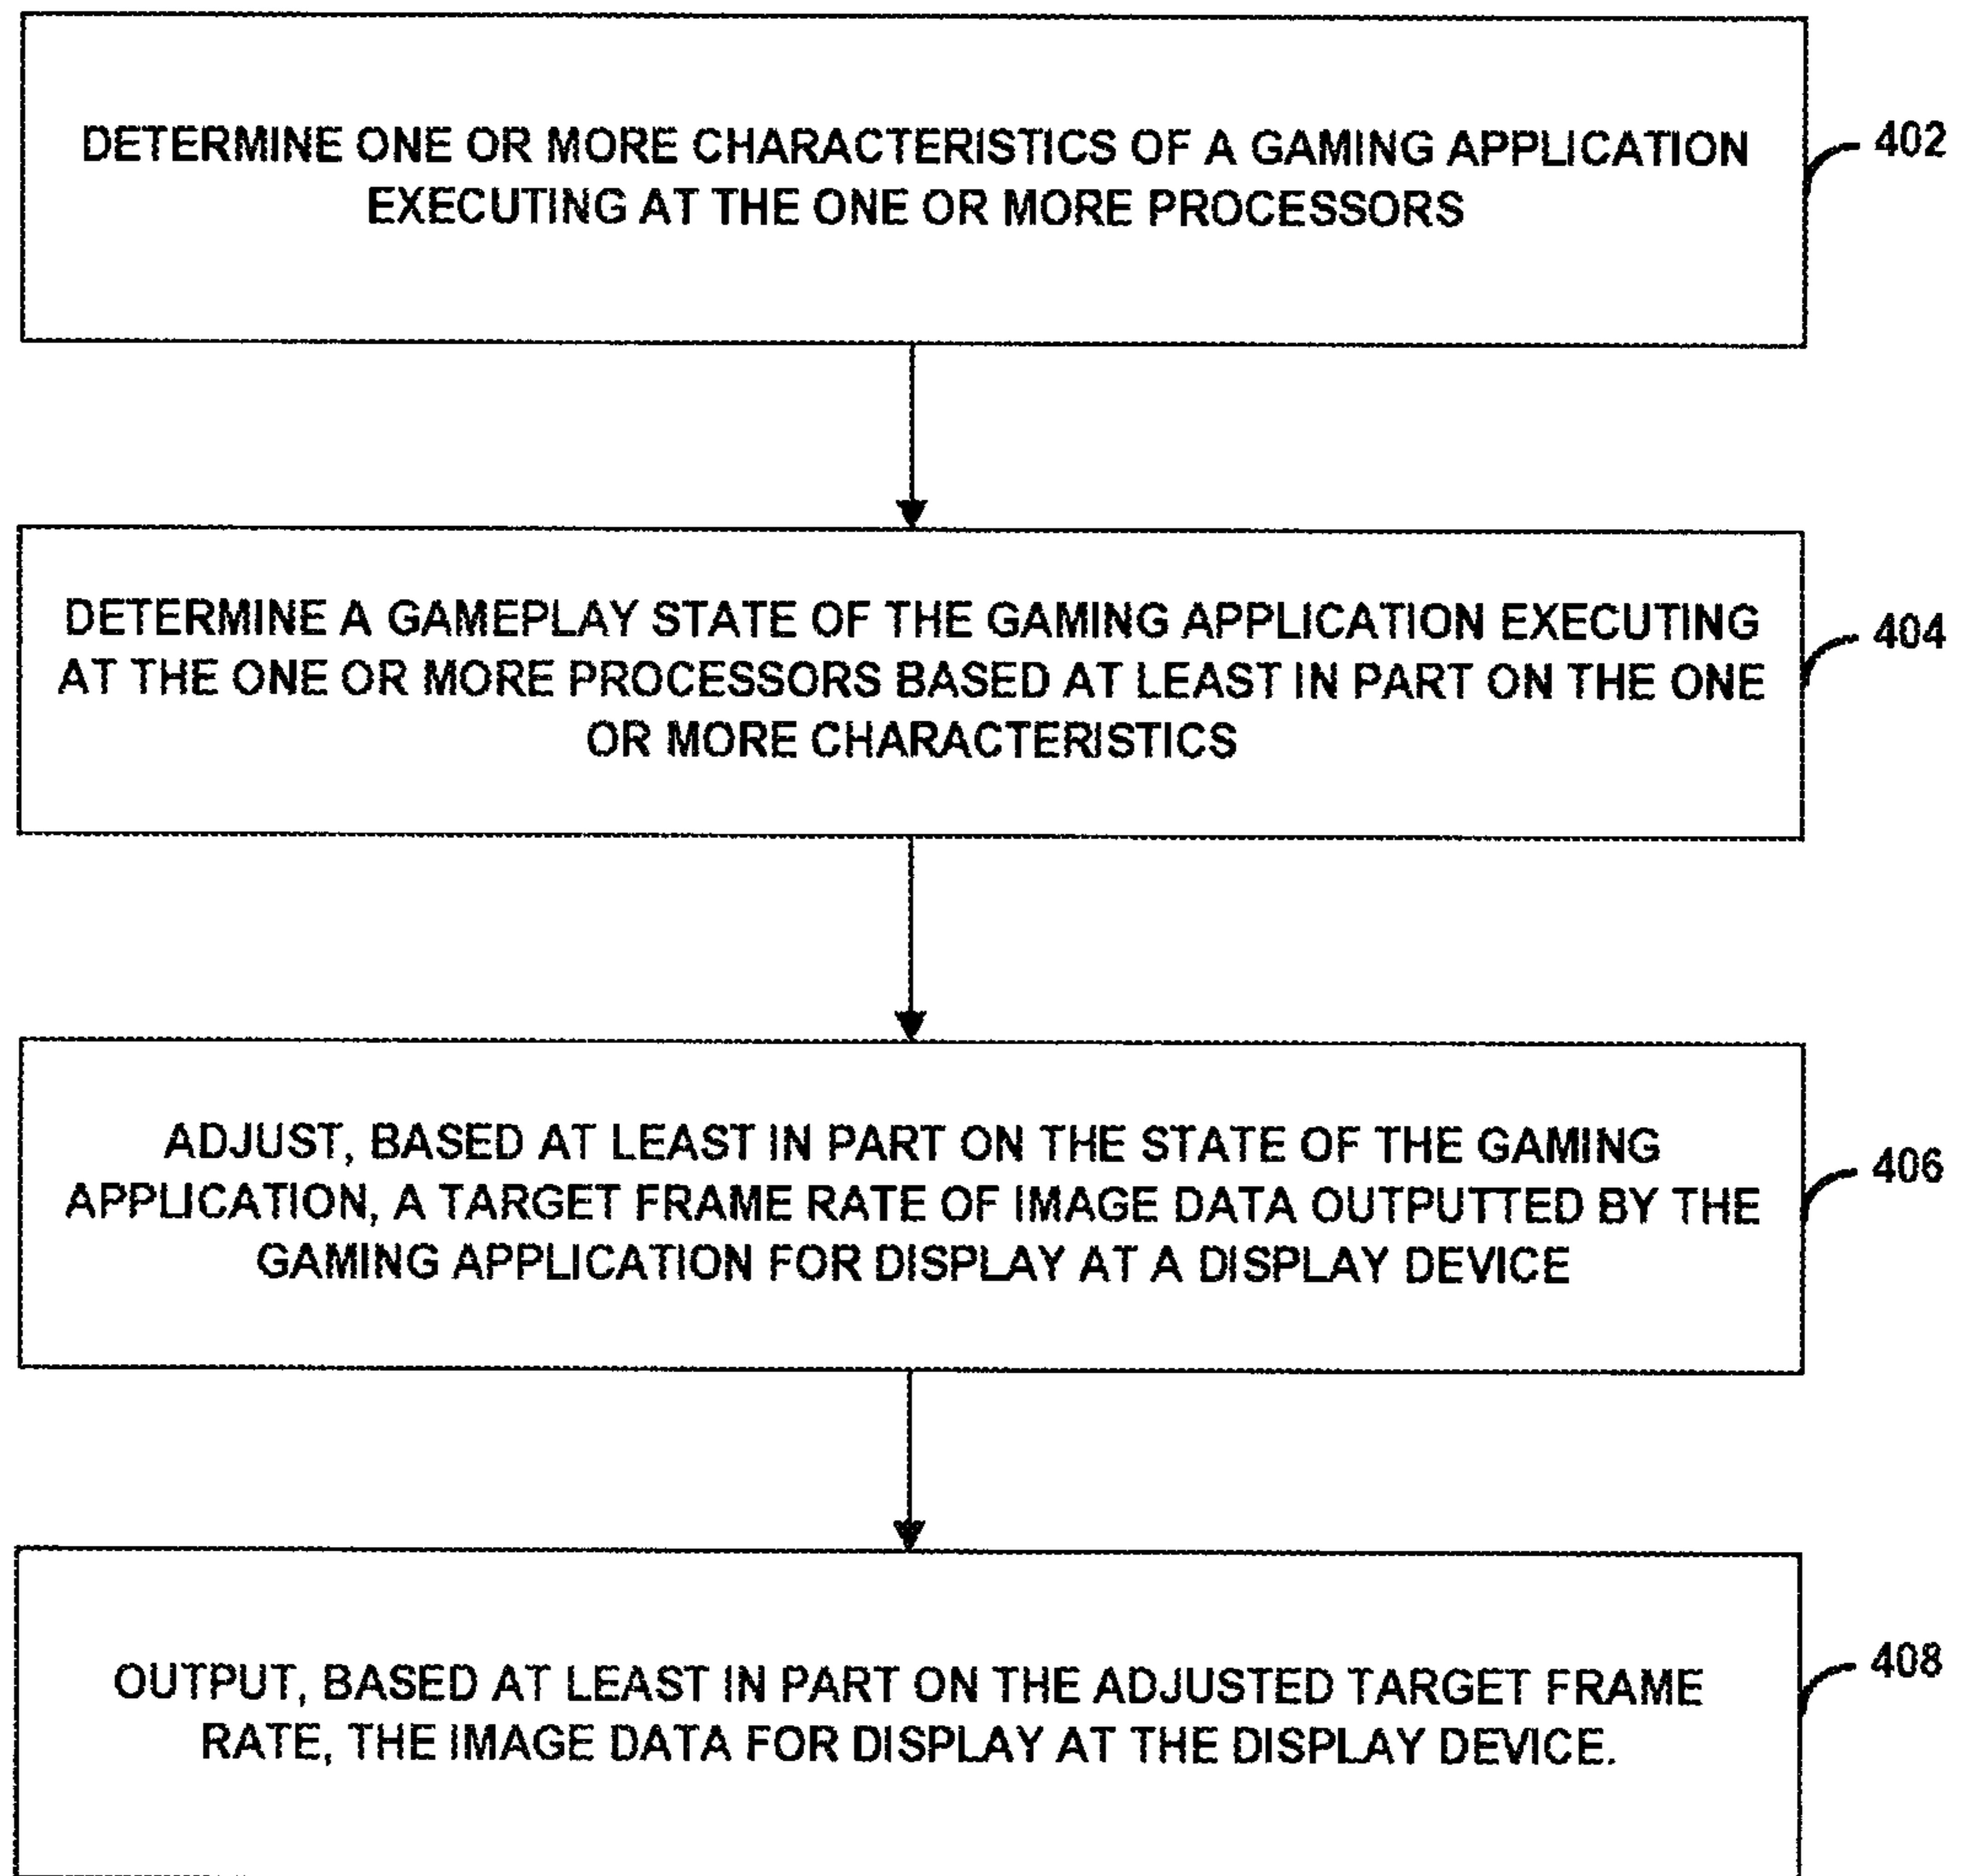 DETERMINE ONE OR MORE CHARACTERISTICS OF A GAMING APPLICATION
EXECUTING AT THE ONE OR MORE PROCESSORS
402
DETERMINE A GAMEPLAY STATE OF THE GAMING APPLICATION EXECUTING
AT THE ONE OR MORE PROCESSORS BASED AT LEAST IN PART ON THE ONE
OR MORE CHARACTERISTICS
404
ADJUST, BASED AT LEAST IN PART ON THE STATE OF THE GAMING
APPLICATION, A TARGET FRAME RATE OF IMAGE DATA OUTPUTTED BY THE
GAMING APPLICATION FOR DISPLAY AT A DISPLAY DEVICE
406
OUTPUT, BASED AT LEAST IN PART ON THE ADJUSTED TARGET FRAME
RATE, THE IMAGE DATA FOR DISPLAY AT THE DISPLAY DEVICE.
408